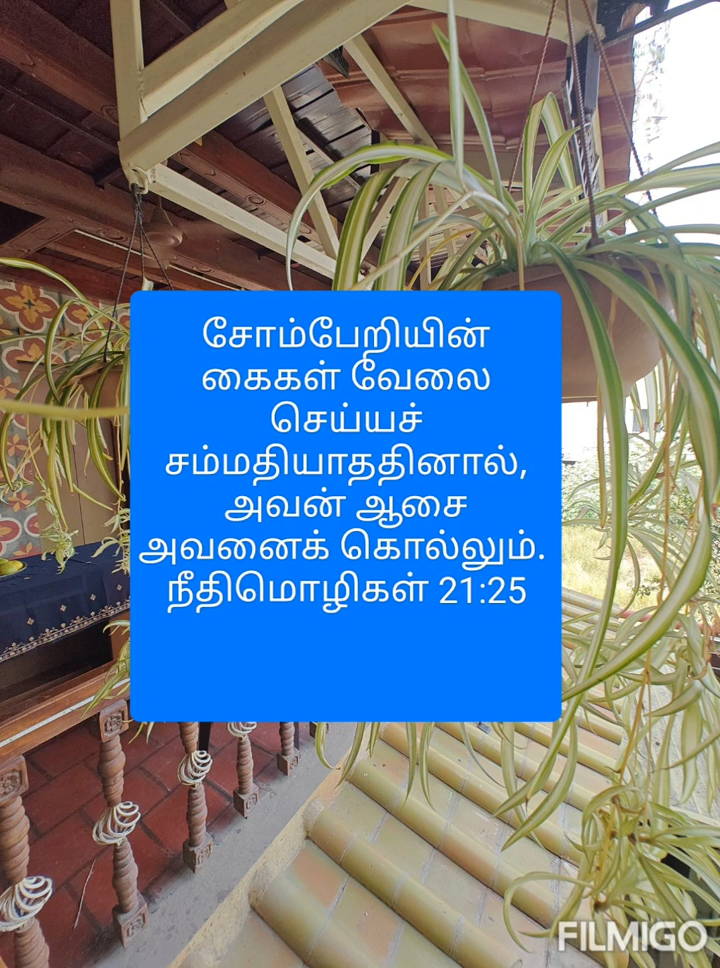 சோம்பேறியின்
கைகள் வேலை
செய்யச்
சம்மதியாததினால்,
அவன் ஆசை
அவனைக் கொல்லும்.
நீதிமொழிகள் 21:25
FILMIGO